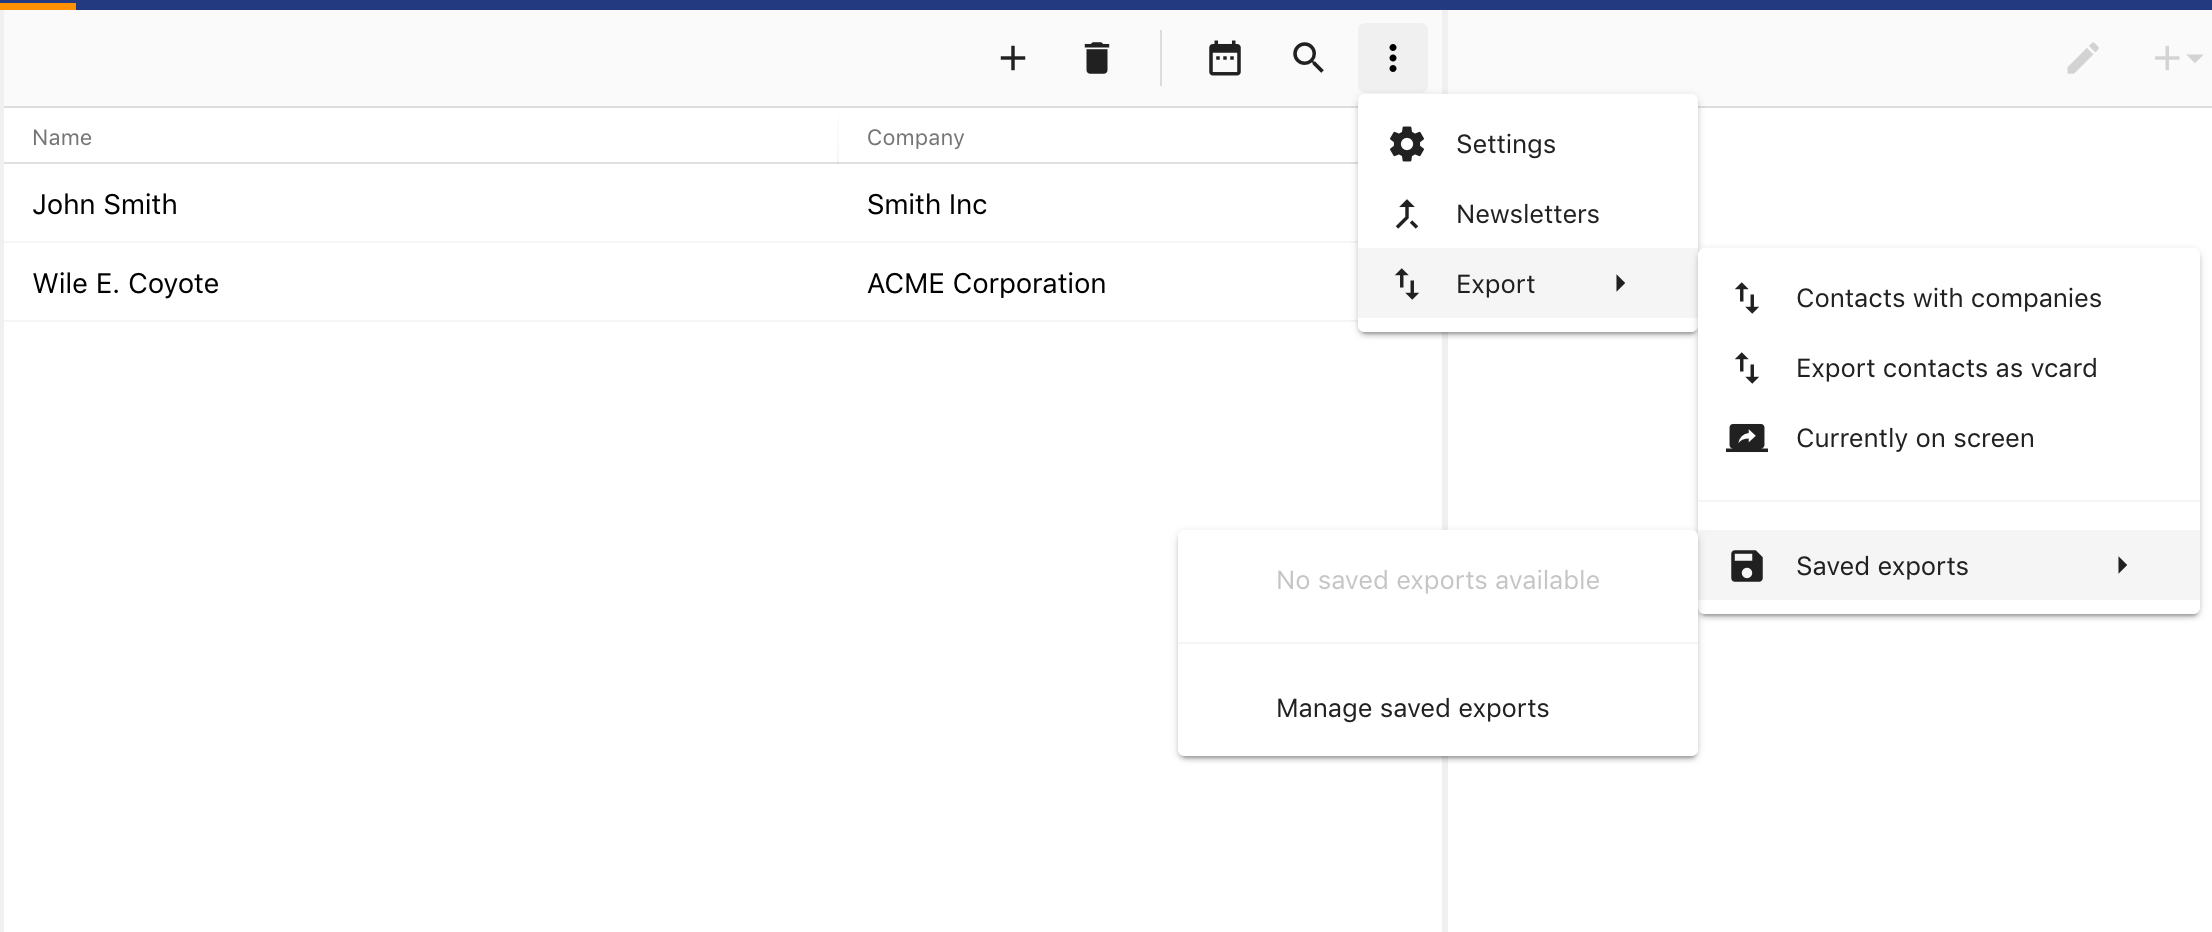 Name
Company
John Smith
Smith Inc
Wile E. Coyote
ACME Corporation
Settings
Newsletters
Export
Contacts with companies
Export contacts as vcard
Currently on screen
Saved exports
No saved exports available
Manage saved exports